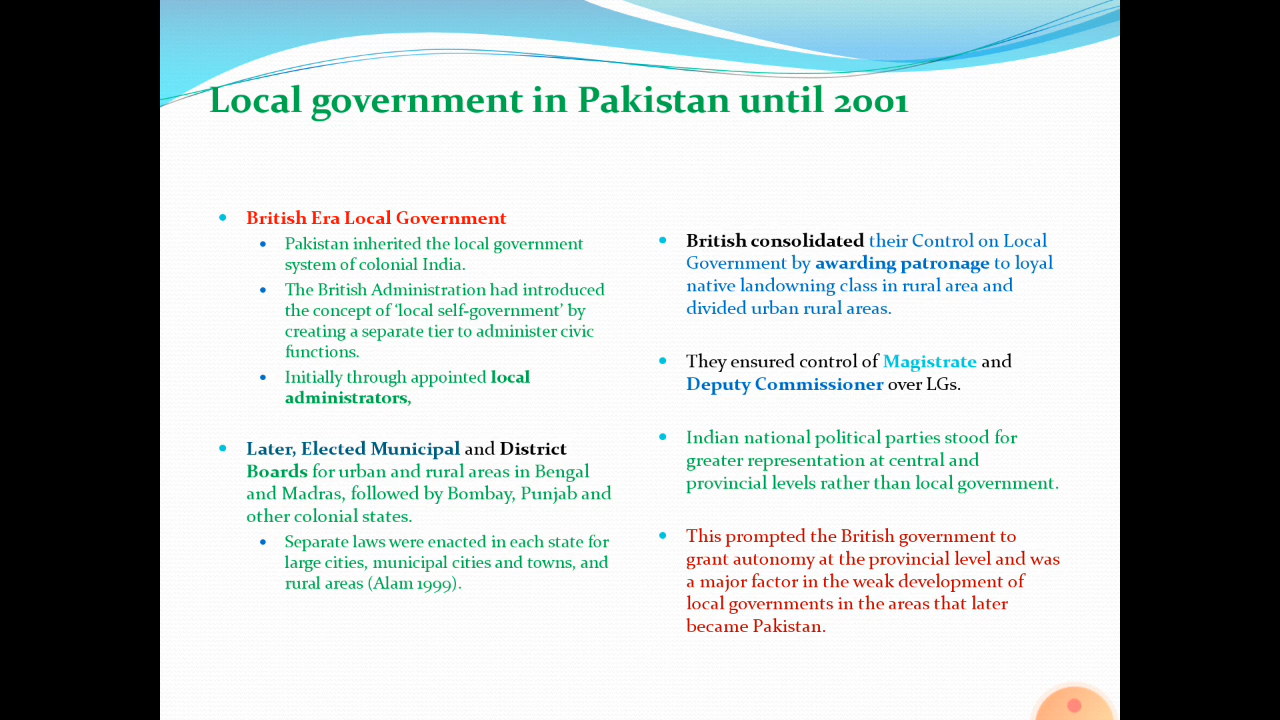 Local government in Pakistan until 2001
British Era Local Government
Pakistan inherited the local government
system of colonial India.
The British Administration had introduced
the concept of ‘local self-government’ by
creating a separate tier to administer civic
functions.
Initially through appointed local
administrators,
Later, Elected Municipal and District
Boards for urban and rural areas in Bengal
and Madras, followed by Bombay, Punjab and
other colonial states.
Separate laws were enacted in each state for
large cities, municipal cities and towns, and
rural areas (Alam 1999).
British consolidated their Control on Local
Government by awarding patronage to loyal
native landowning class in rural area and
divided urban rural areas.
They ensured control of Magistrate and
Deputy Commissioner over LGs.
Indian national political parties stood for
greater representation at central and
provincial levels rather than local government.
This prompted the British government to
grant autonomy at the provincial level and was
a major factor in the weak development of
local governments in the areas that later
became Pakistan.